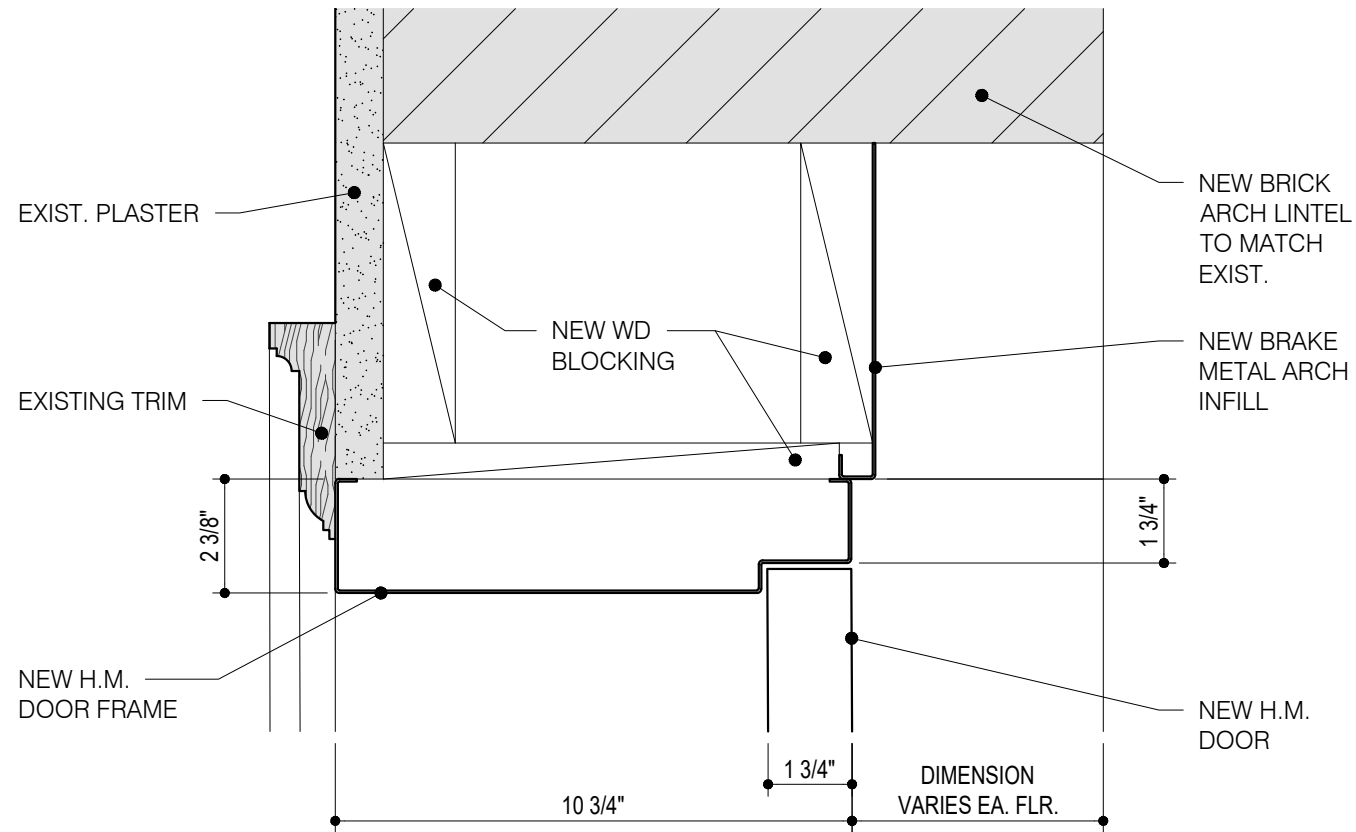 EXIST. PLASTER
NEW BRICK
ARCH LINTEL
TO MATCH
EXIST.
NEW WD
BLOCKING
NEW BRAKE
METAL ARCH
INFILL
EXISTING TRIM
2 3/8"
1 3/4"
NEW H.M.
DOOR FRAME
NEW H.M.
DOOR
1 3/4"
DIMENSION
VARIES EA. FLR.
10 3/4"